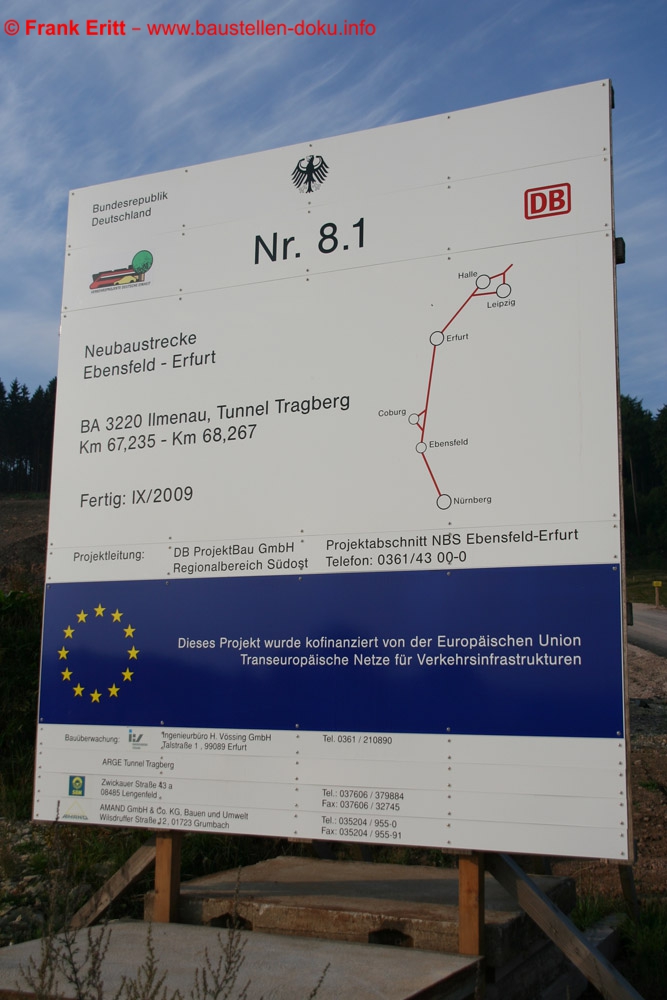 © Frank Eritt – www.baustellen-doku.info
Bundesrepublik
Deutschland
DB
Nr. 8.1
Neubaustrecke
Ebensfeld - Erfurt
BA 3220 Ilmenau, Tunnel Tragberg
Km 67,235 - Km 68,267
Fertig: IX/2009
Halle
Leipzig
Erfurt
Coburg
Ebensfeld
Nürnberg
Projektleitung: DB ProjektBau GmbH Projektabschnitt NBS Ebensfeld-Erfurt
Regionalbereich Südost Telefon: 0361/43 00-0
Dieses Projekt wurde kofinanziert von der Europäischen Union
Transeuropäische Netze für Verkehrsinfrastrukturen
Bauüberwachung: Ingenieurbüro H. Vössing GmbH Tel. 0361 / 210890
Talstraße 1 , 99089 Erfurt
ARGE Tunnel Tragberg
Zwickauer Straße 43 a Tel.: 037606 / 379884
08485 Lengenfeld Fax: 037606 / 32745
AMAND GmbH & Co. KG. Bauen und Umwelt Tel.: 035204 / 955-0
Wilsdruffer Straße 12, 01723 Grumbach Fax: 035204 / 955-91